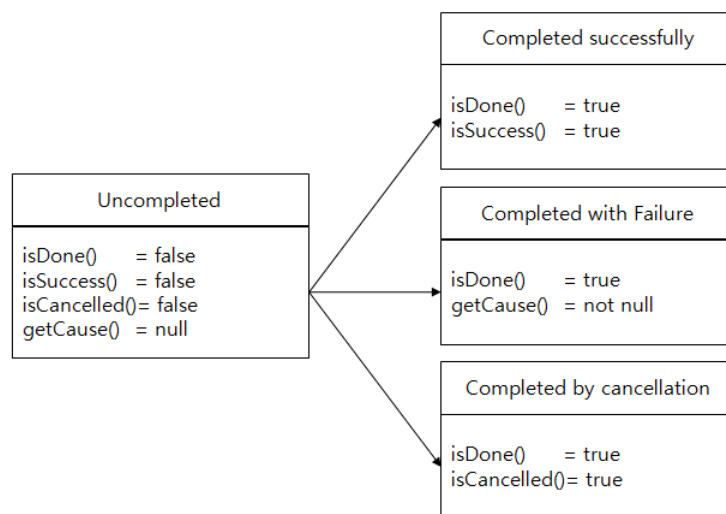 Completed successfully
isDone() = true
isSuccess() = true
Uncompleted
isDone() = false
isSuccess() = false
isCancelled()= false
getCause() = null
Completed with Failure
isDone() = true
getCause() = not null
Completed by cancellation
isDone() = true
isCancelled()= true